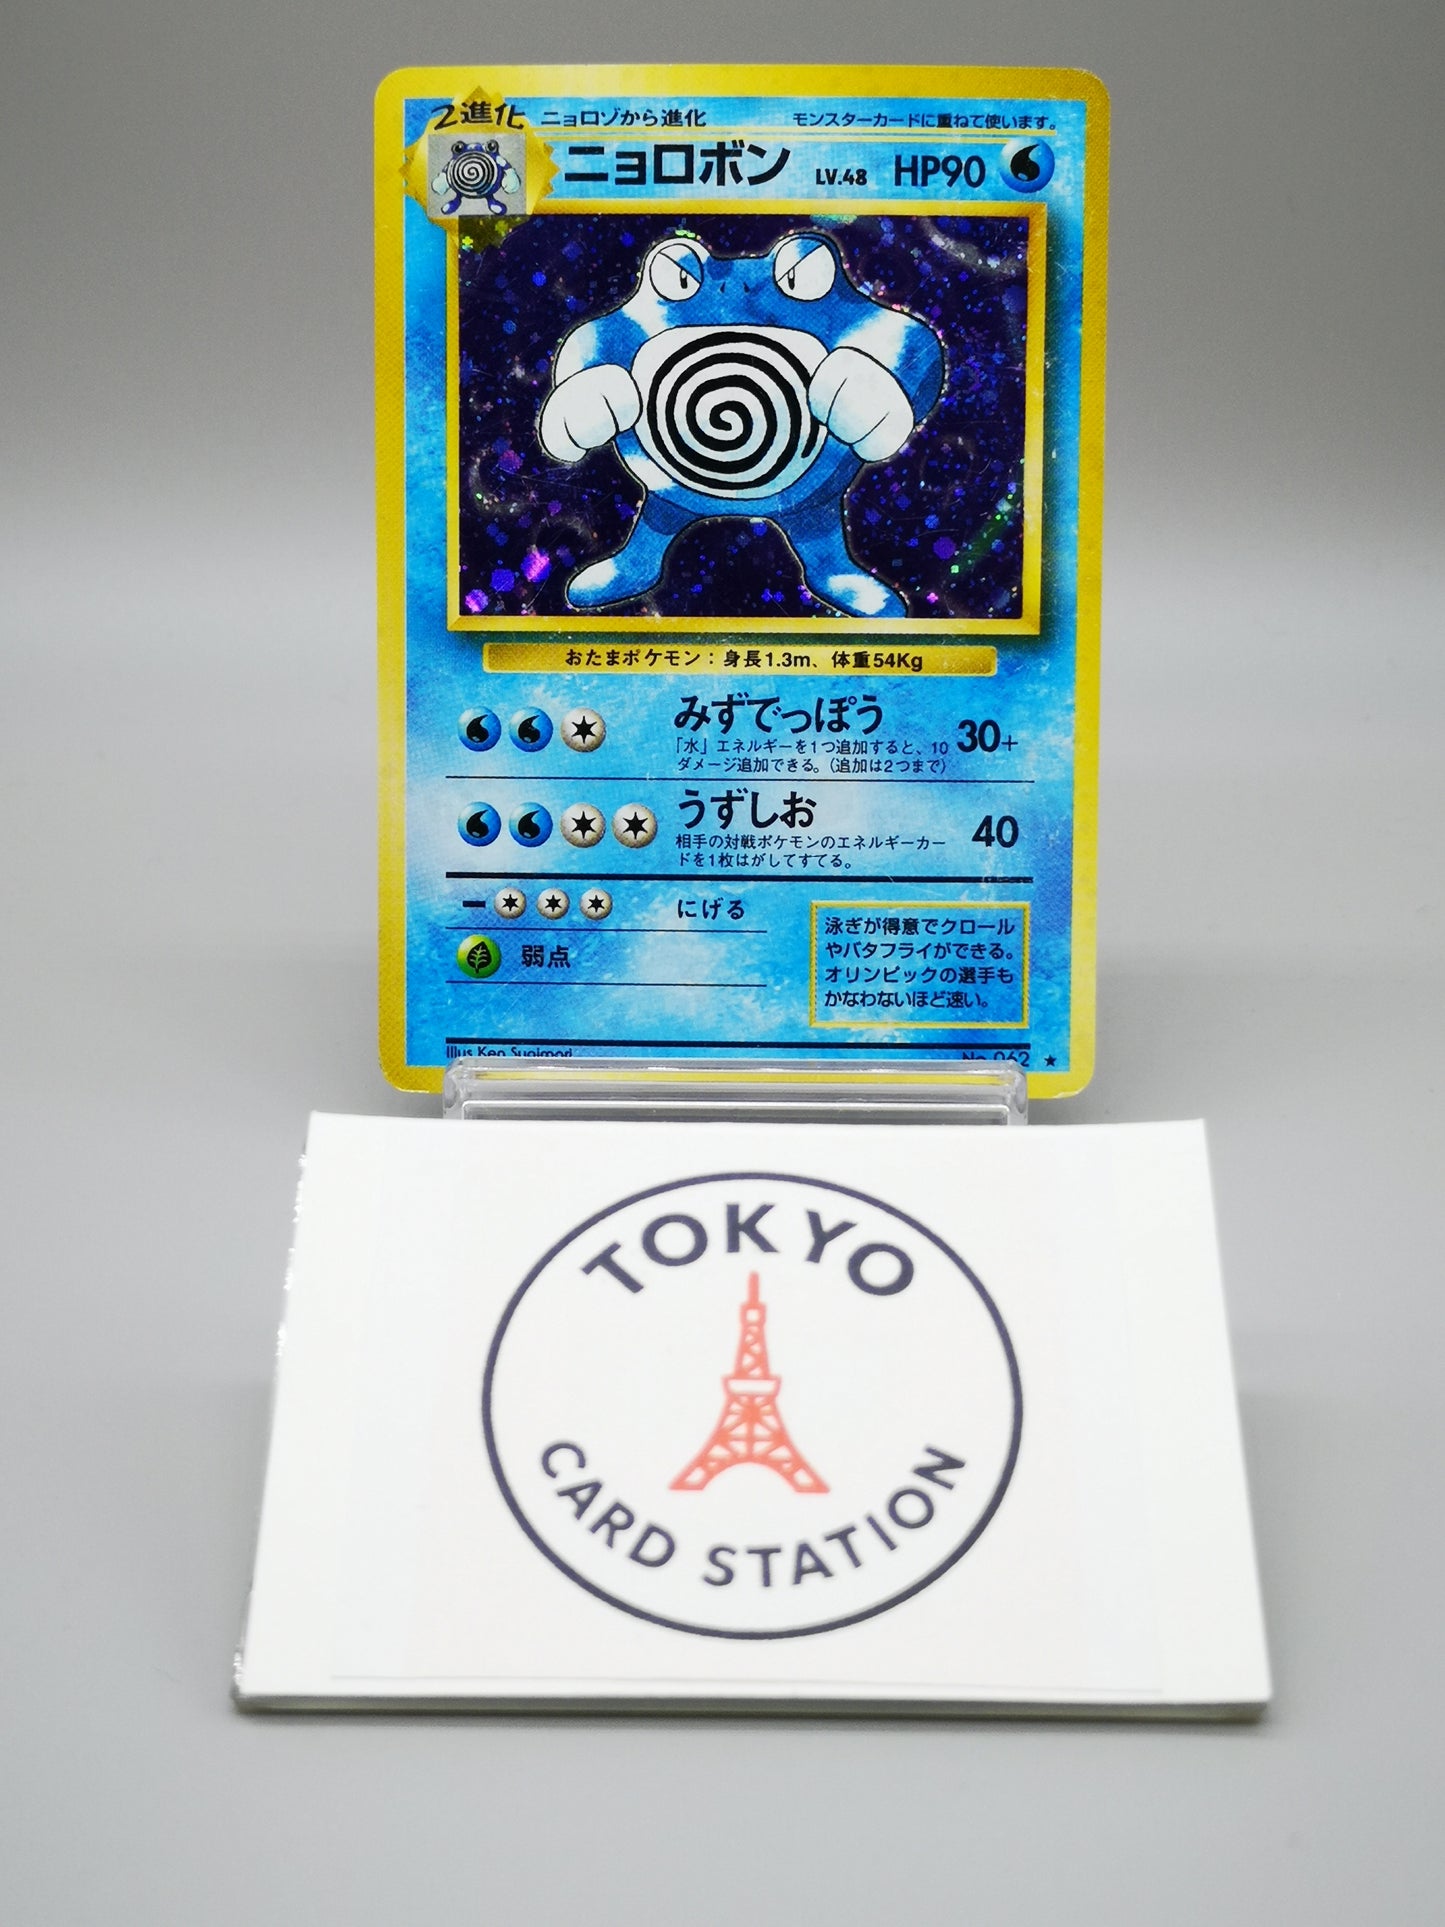 2進化
ニョロゾから進化
モンスターカードに重ねて使います。
ニョロボン LV.48 HP90
おたまポケモン：身長1.3m、体重54Kg
みずでっぽう 30+
「水」エネルギーを1つ追加すると、10
ダメージ追加できる。（追加は2つまで）
うずしお 40
相手の対戦ポケモンのエネルギーカー
ドを1枚はがしてすてる。
にげる
弱点
泳ぎが得意でクロール
やバタフライができる。
オリンピックの選手も
かなわないほど速い。
Illus Ken Sugimori
No.062 ★
TOKYO
CARD STATION